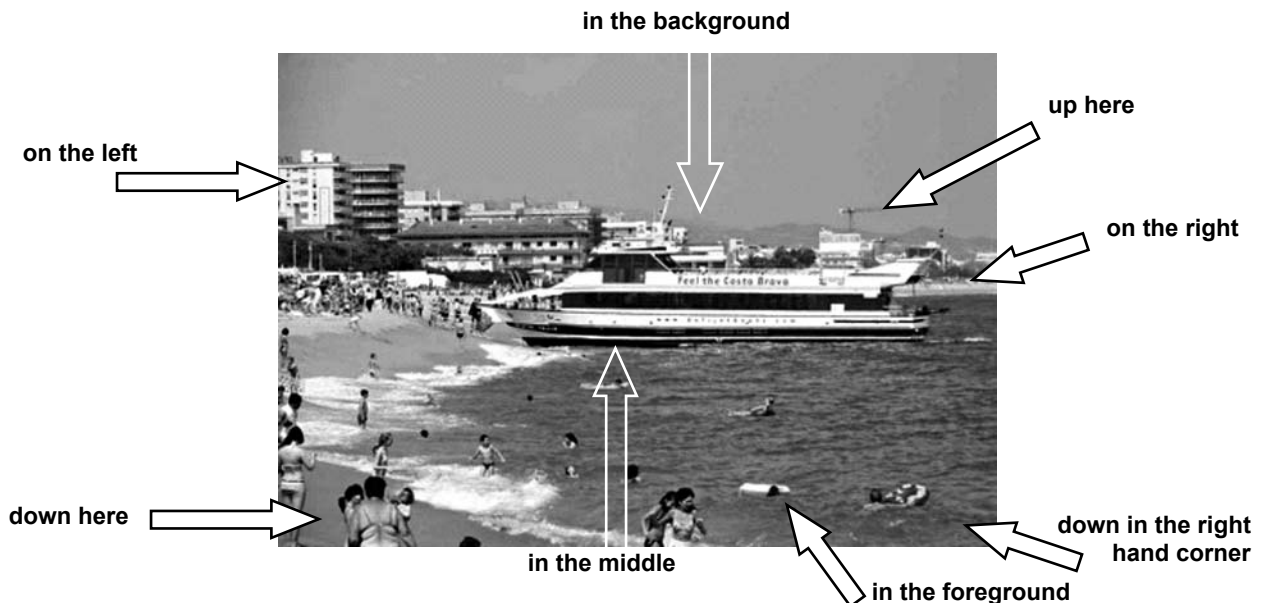 in the background
up here
on the left
on the right
Feel the Costa Brava
down here
down in the right
hand corner
in the middle
in the foreground